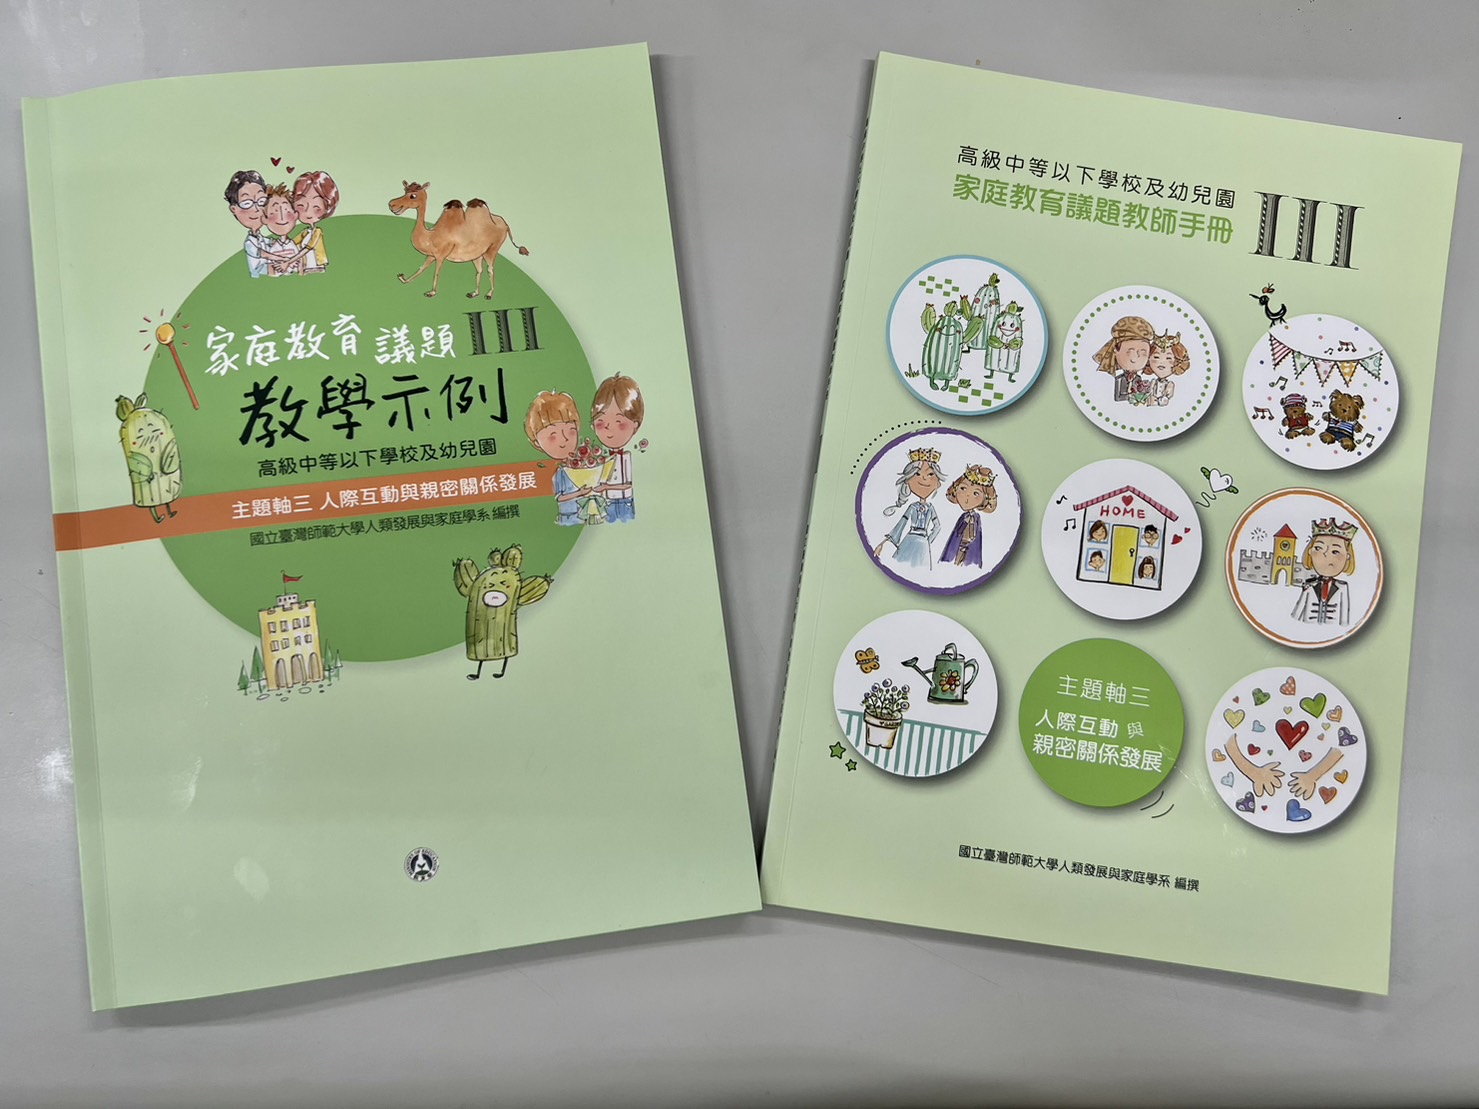 家庭教育 議題 III
教學示例
高級中等以下學校及幼兒園
主題軸三 人際互動與親密關係發展
國立臺灣師範大學人類發展與家庭學系 編撰
高級中等以下學校及幼兒園
家庭教育議題教師手冊 III
HOME
主題軸三
人際互動 與
親密關係發展
國立臺灣師範大學人類發展與家庭學系 編撰